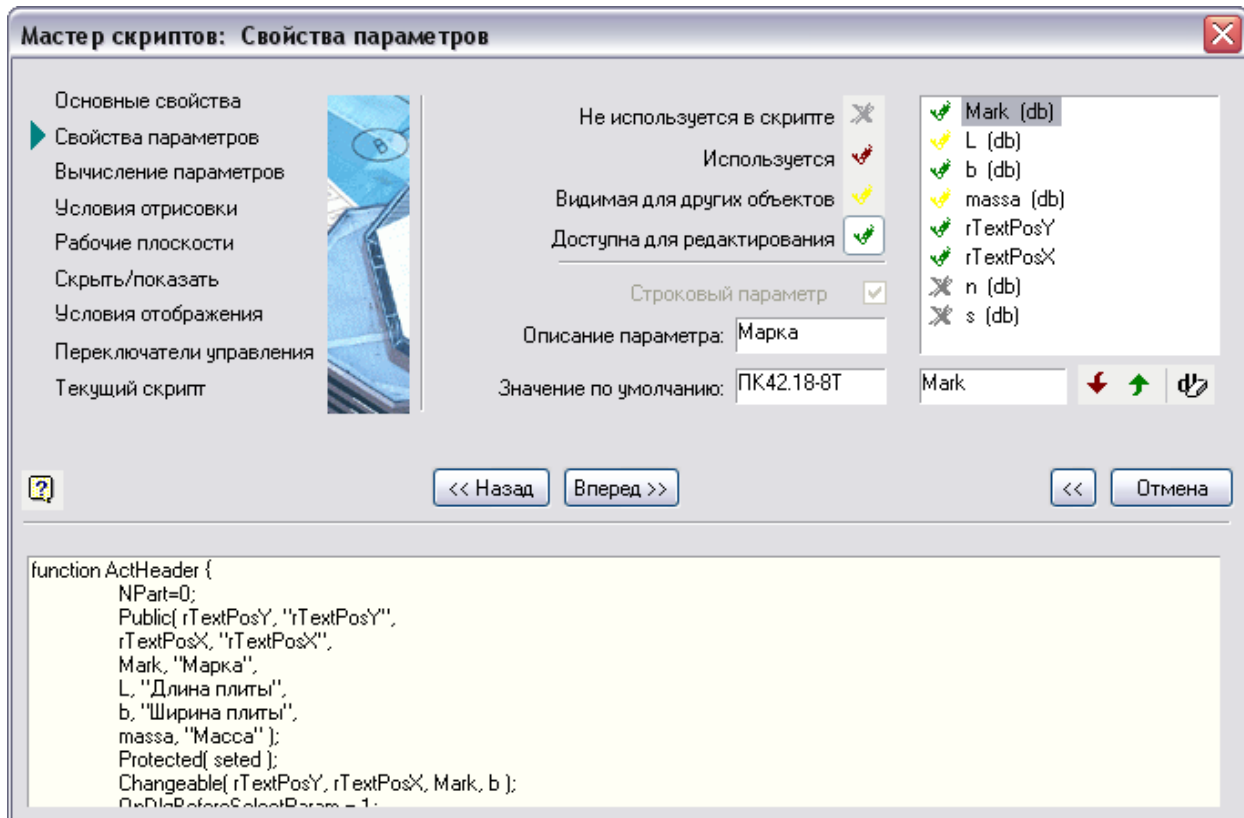 Мастер скриптов: Свойства параметров
Основные свойства
Свойства параметров
Вычисление параметров
Условия отрисовки
Рабочие плоскости
Скрыть/показать
Условия отображения
Переключатели управления
Текущий скрипт
Не используется в скрипте
Используется
Видимая для других объектов
Доступна для редактирования
Строковый параметр
Описание параметра: Марка
Значение по умолчанию: ПК42.18-8Т
Mark (db)
L (db)
b (db)
massa (db)
rTextPosY
rTextPosX
n (db)
s (db)
Mark
<< Назад
Вперед >>
<<
Отмена
function ActHeader {
NPart=0;
Public( rTextPosY, "rTextPosY",
rTextPosX, "rTextPosX",
Mark, "Марка",
L, "Длина плиты",
b, "Ширина плиты",
massa, "Масса" );
Protected( seted );
Changeable( rTextPosY, rTextPosX, Mark, b );
OnDlgBeforeSelectParam = 1;